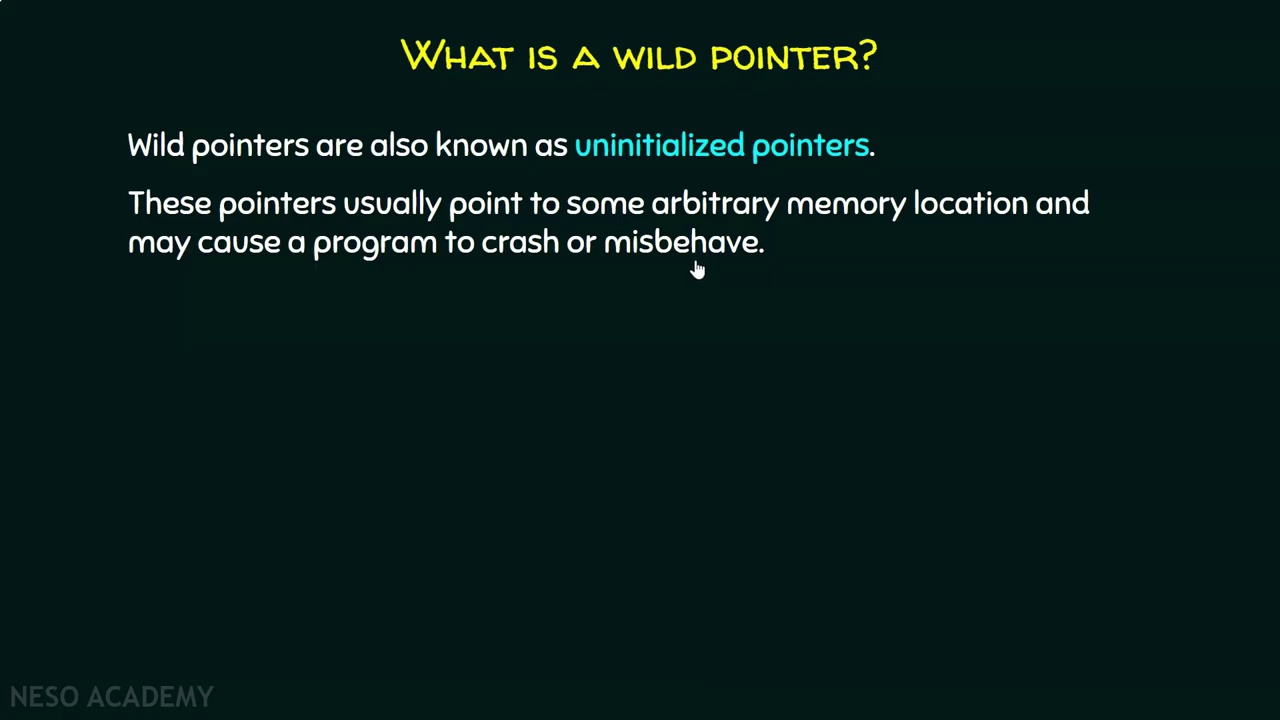 WHAT IS A WILD POINTER?
Wild pointers are also known as uninitialized pointers.
These pointers usually point to some arbitrary memory location and
may cause a program to crash or misbehave.
NESO ACADEMY